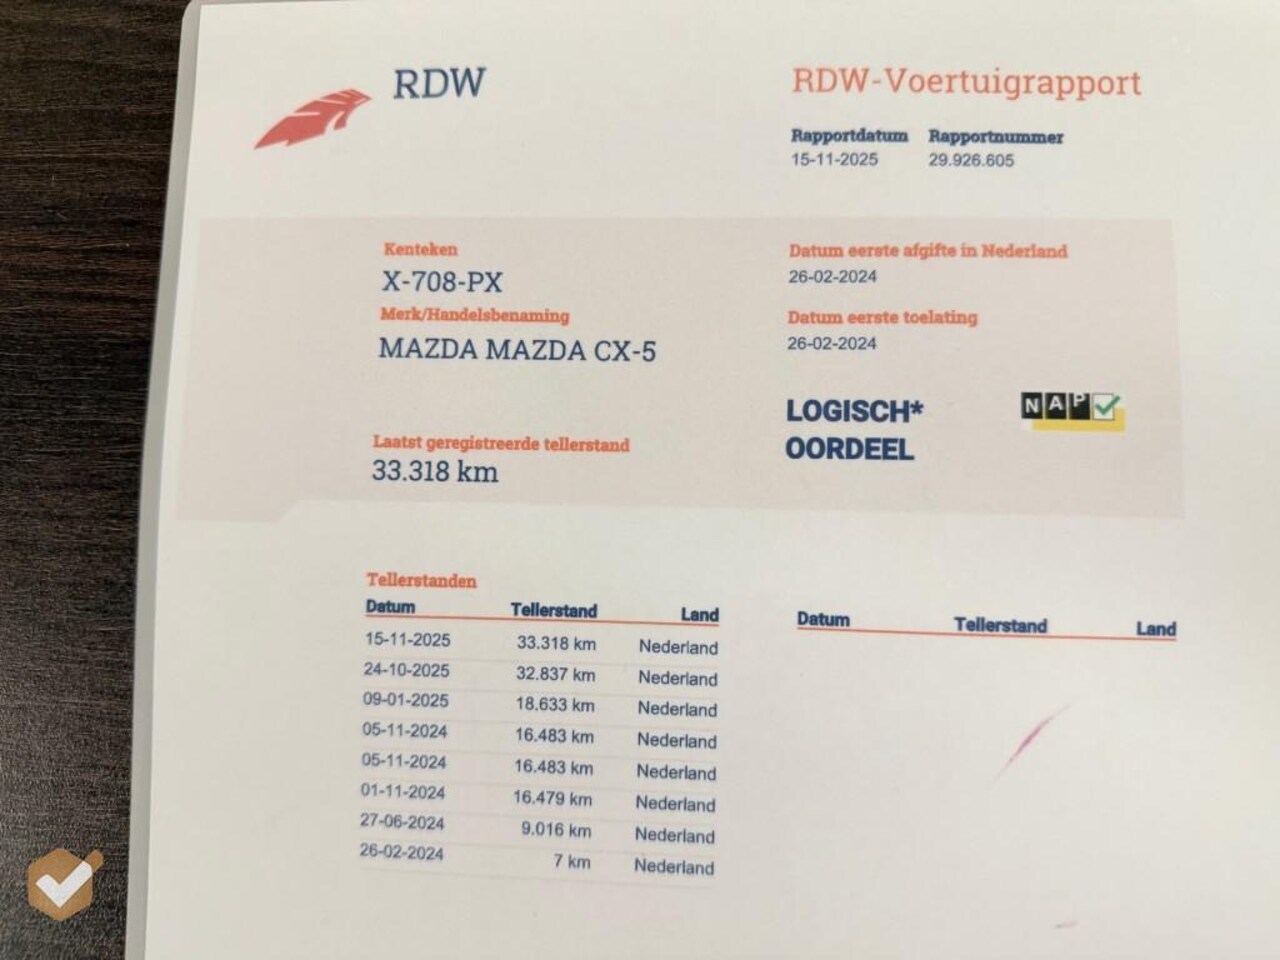 RDW
RDW-Voertuigrapport
Rapportdatum Rapportnummer
15-11-2025 29.926.605
Kenteken
X-708-PX
Merk/Handelsbenaming
MAZDA MAZDA CX-5
Laatst geregistreerde tellerstand
33.318 km
Datum eerste afgifte in Nederland
26-02-2024
Datum eerste toelating
26-02-2024
LOGISCH*
OORDEEL
NAP
Tellerstanden
Datum Tellerstand Land
15-11-2025 33.318 km Nederland
24-10-2025 32.837 km Nederland
09-01-2025 18.633 km Nederland
05-11-2024 16.483 km Nederland
05-11-2024 16.483 km Nederland
01-11-2024 16.479 km Nederland
27-06-2024 9.016 km Nederland
26-02-2024 7 km Nederland
Datum Tellerstand Land